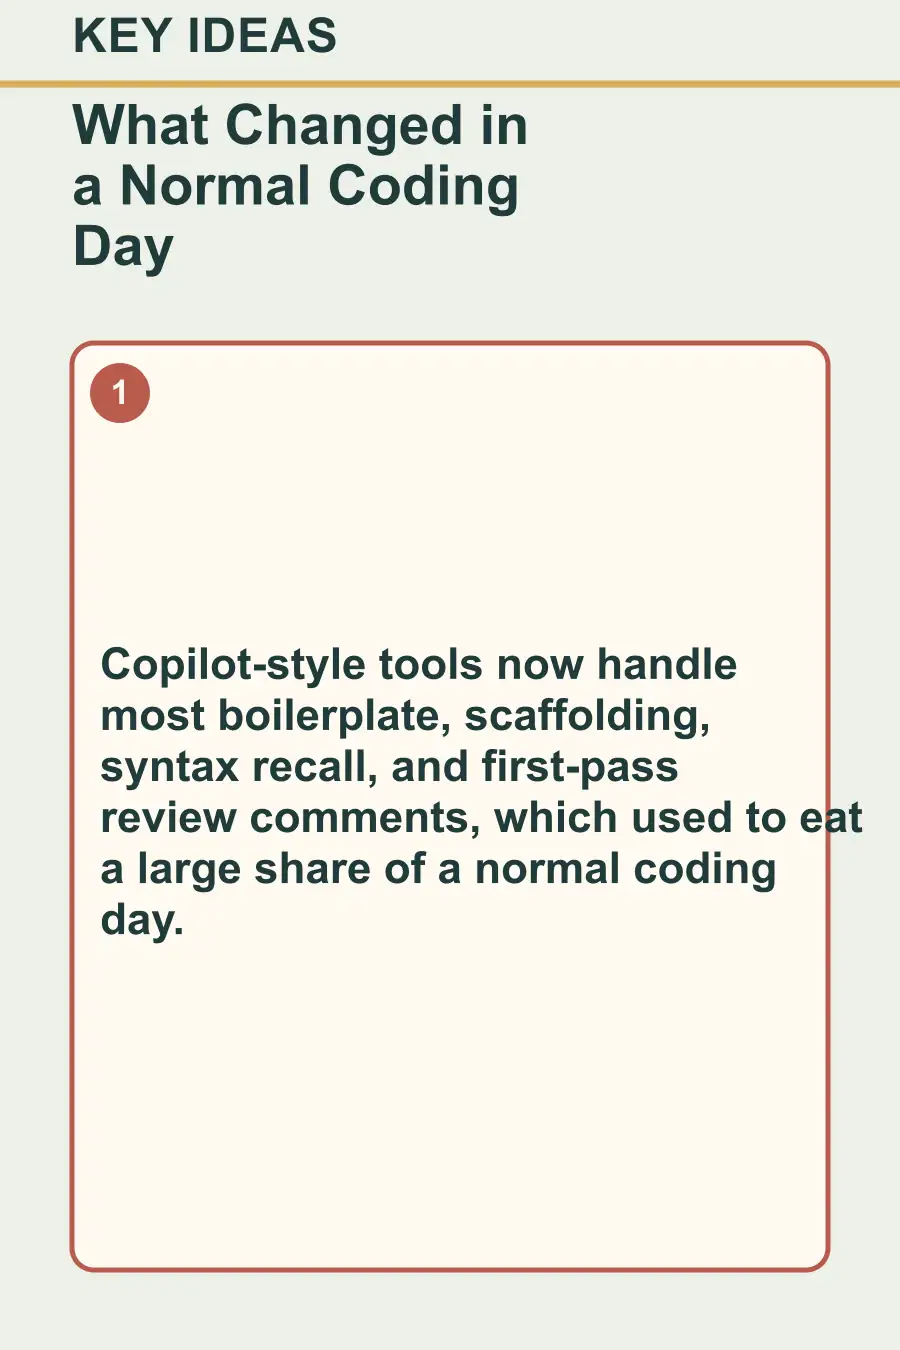 KEY IDEAS
What Changed in
a Normal Coding
Day
1
Copilot-style tools now handle
most boilerplate, scaffolding,
syntax recall, and first-pass
review comments, which used to eat
a large share of a normal coding
day.